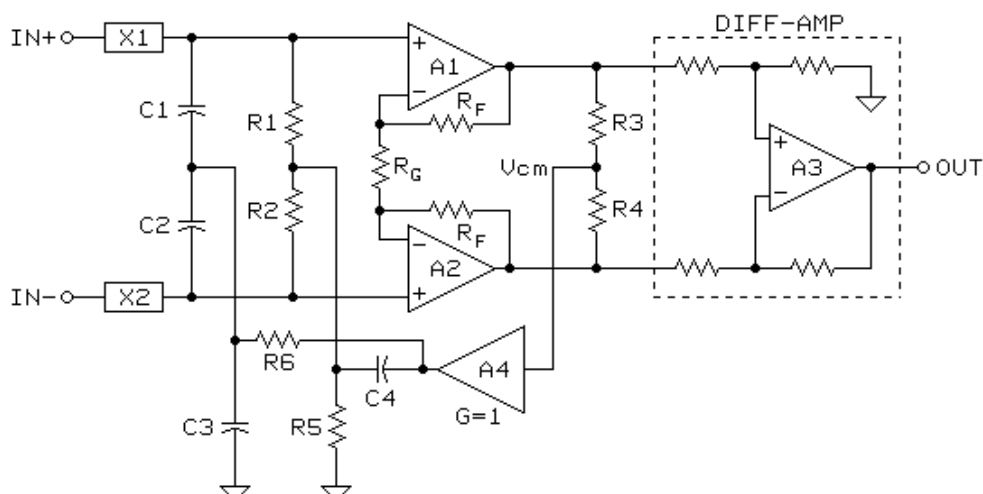 DIFF-AMP
IN+
X1
A1
C1
R1
RF
R3
RG
Vcm
A3
OUT
C2
R2
RF
R4
A2
IN-
X2
R6
A4
C4
G=1
C3
R5